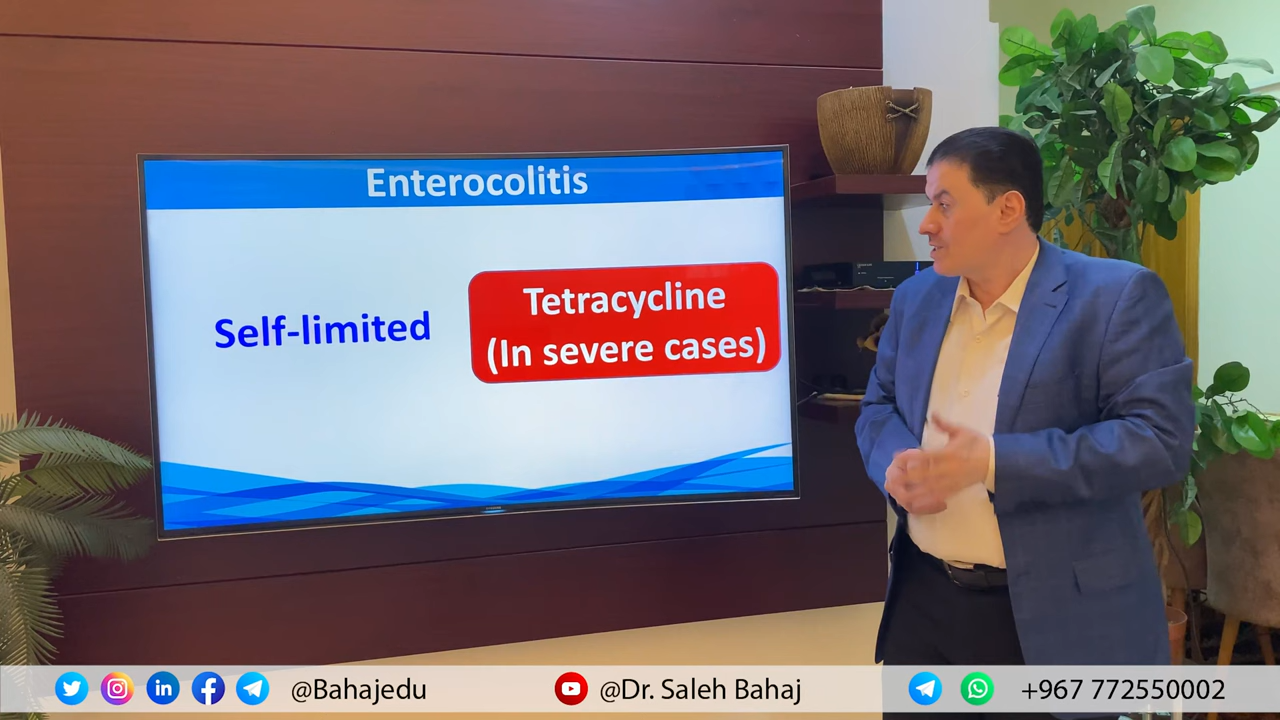 Enterocolitis
Self-limited
Tetracycline
(In severe cases)
@Bahajedu
@Dr. Saleh Bahaj
+967 772550002